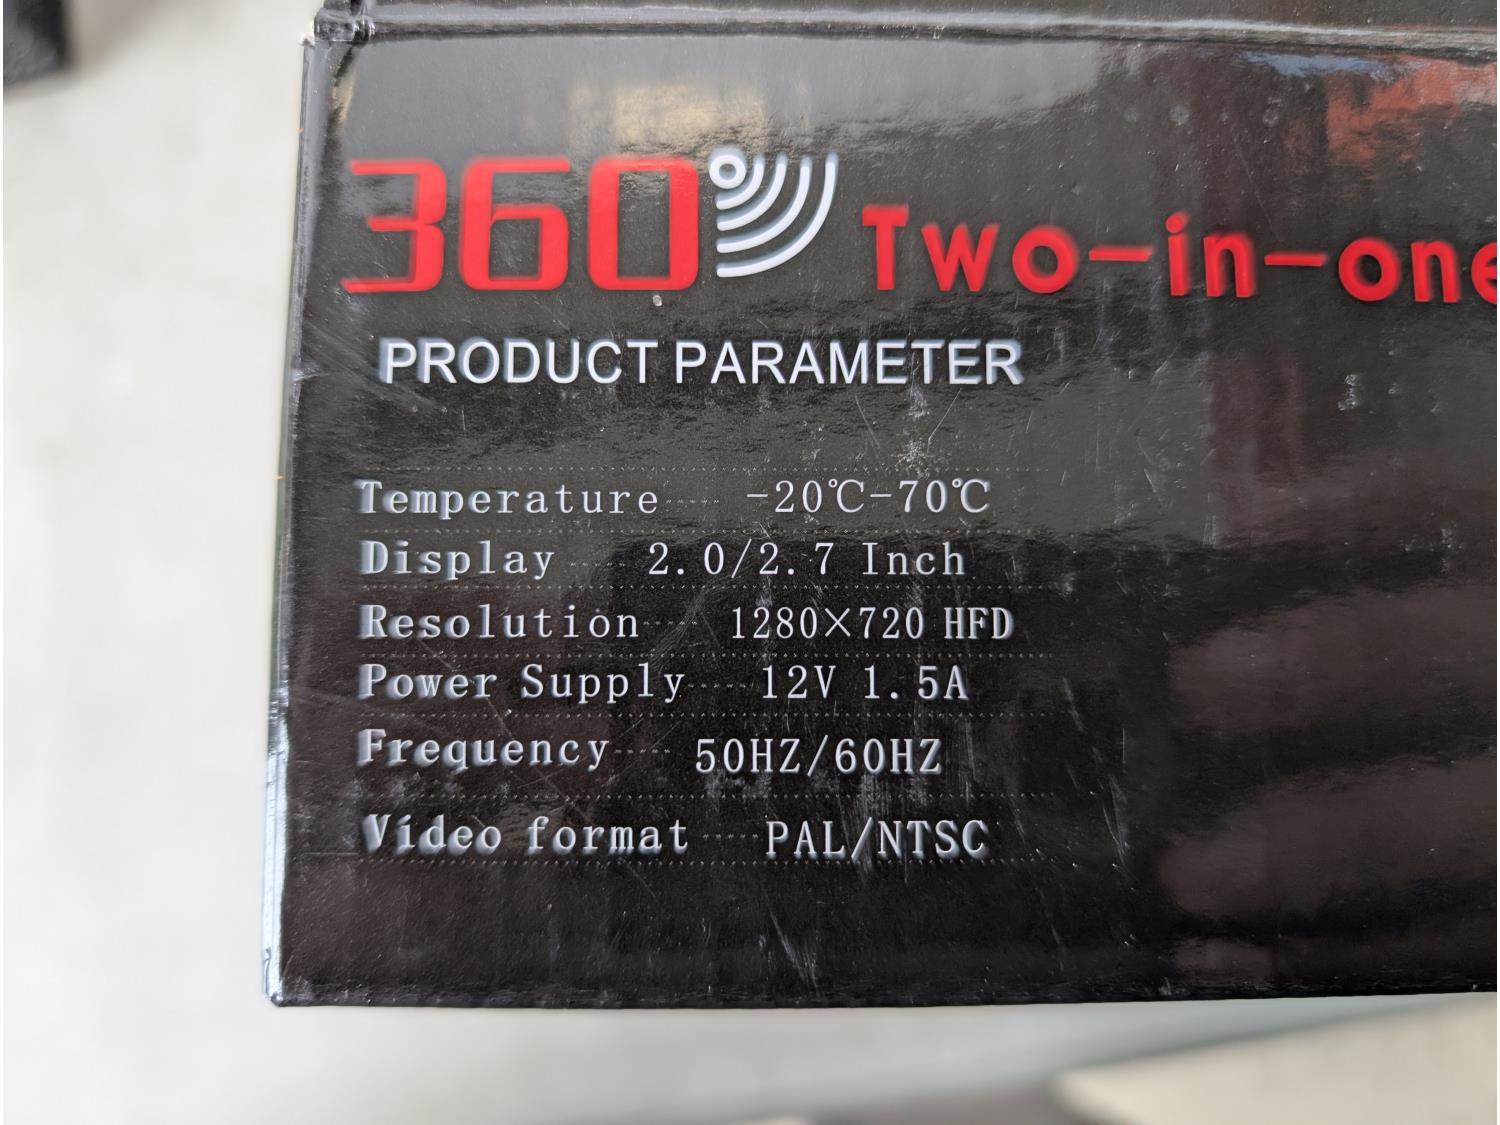 360 Two-in-one
PRODUCT PARAMETER
Temperature ----- -20℃-70℃
Display ----- 2.0/2.7 Inch
Resolution ----- 1280×720 HFD
Power Supply ----- 12V 1.5A
Frequency ----- 50HZ/60HZ
Video format ----- PAL/NTSC